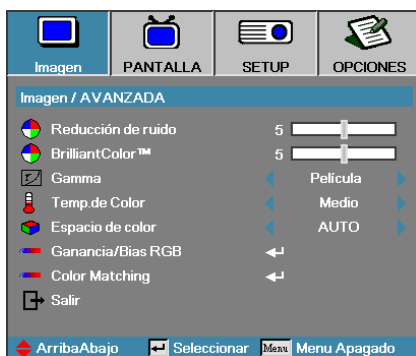 Imagen PANTALLA SETUP OPCIONES
Imagen / AVANZADA
Reducción de ruido 5
BrilliantColor™ 5
Gamma Película
Temp.de Color Medio
Espacio de color AUTO
Ganancia/Bias RGB
Color Matching
Salir
ArribaAbajo Seleccionar Menu Menu Apagado